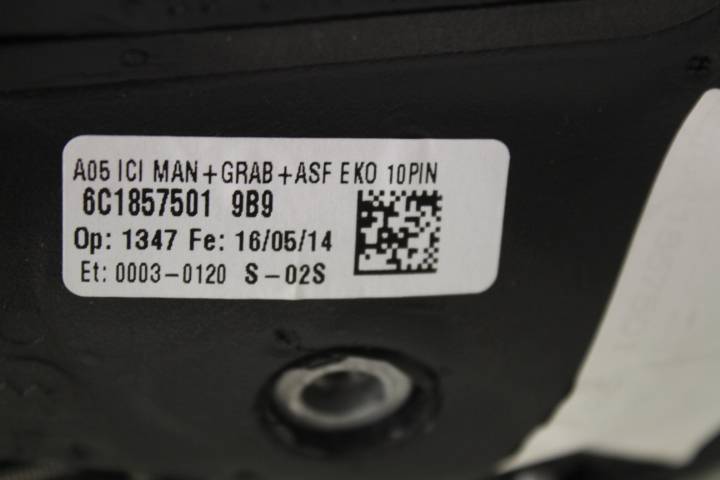 A05 ICI MAN+GRAB+ASF EKO 10PIN
6C1857501 9B9
Op: 1347 Fe: 16/05/14
Et: 0003-0120 S-02S